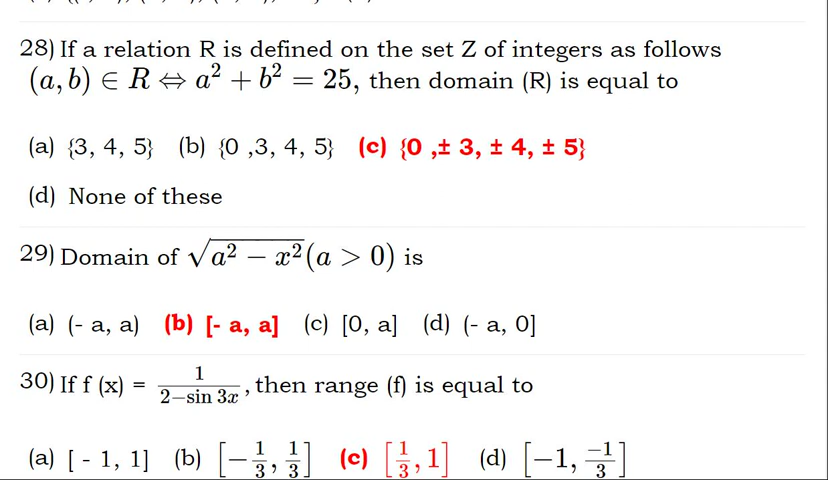 28) If a relation R is defined on the set Z of integers as follows
(a, b) ∈ R ⇔ a² + b² = 25, then domain (R) is equal to
(a) {3, 4, 5} (b) {0 ,3, 4, 5} (c) {0 ,± 3, ± 4, ± 5}
(d) None of these
29) Domain of √(a² − x²) (a > 0) is
(a) (- a, a) (b) [- a, a] (c) [0, a] (d) (- a, 0]
30) If f (x) = 1/(2−sin 3x), then range (f) is equal to
(a) [ - 1, 1] (b) [−1/3, 1/3] (c) [1/3, 1] (d) [−1, −1/3]